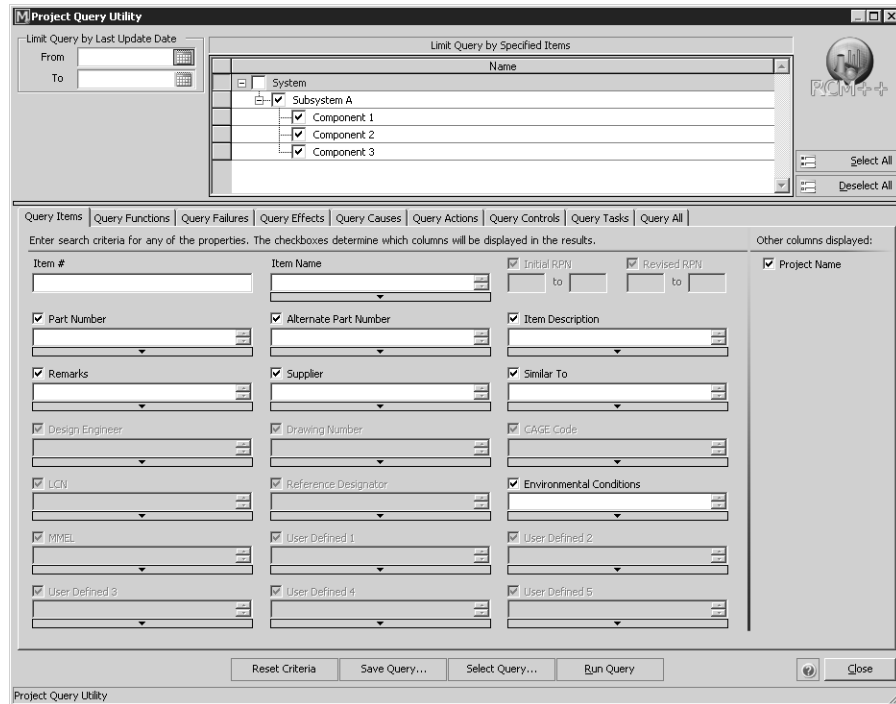 Project Query Utility
Limit Query by Last Update Date
From
To
Limit Query by Specified Items
Name
System
Subsystem A
Component 1
Component 2
Component 3
RCM++
Select All
Deselect All
Query Items Query Functions Query Failures Query Effects Query Causes Query Actions Query Controls Query Tasks Query All
Enter search criteria for any of the properties. The checkboxes determine which columns will be displayed in the results.
Other columns displayed:
Item # Item Name Initial RPN Revised RPN
to to
Project Name
Part Number Alternate Part Number Item Description
Remarks Supplier Similar To
Design Engineer Drawing Number CAGE Code
LCN Reference Designator Environmental Conditions
MMEL User Defined 1 User Defined 2
User Defined 3 User Defined 4 User Defined 5
Reset Criteria Save Query... Select Query... Run Query Close
Project Query Utility